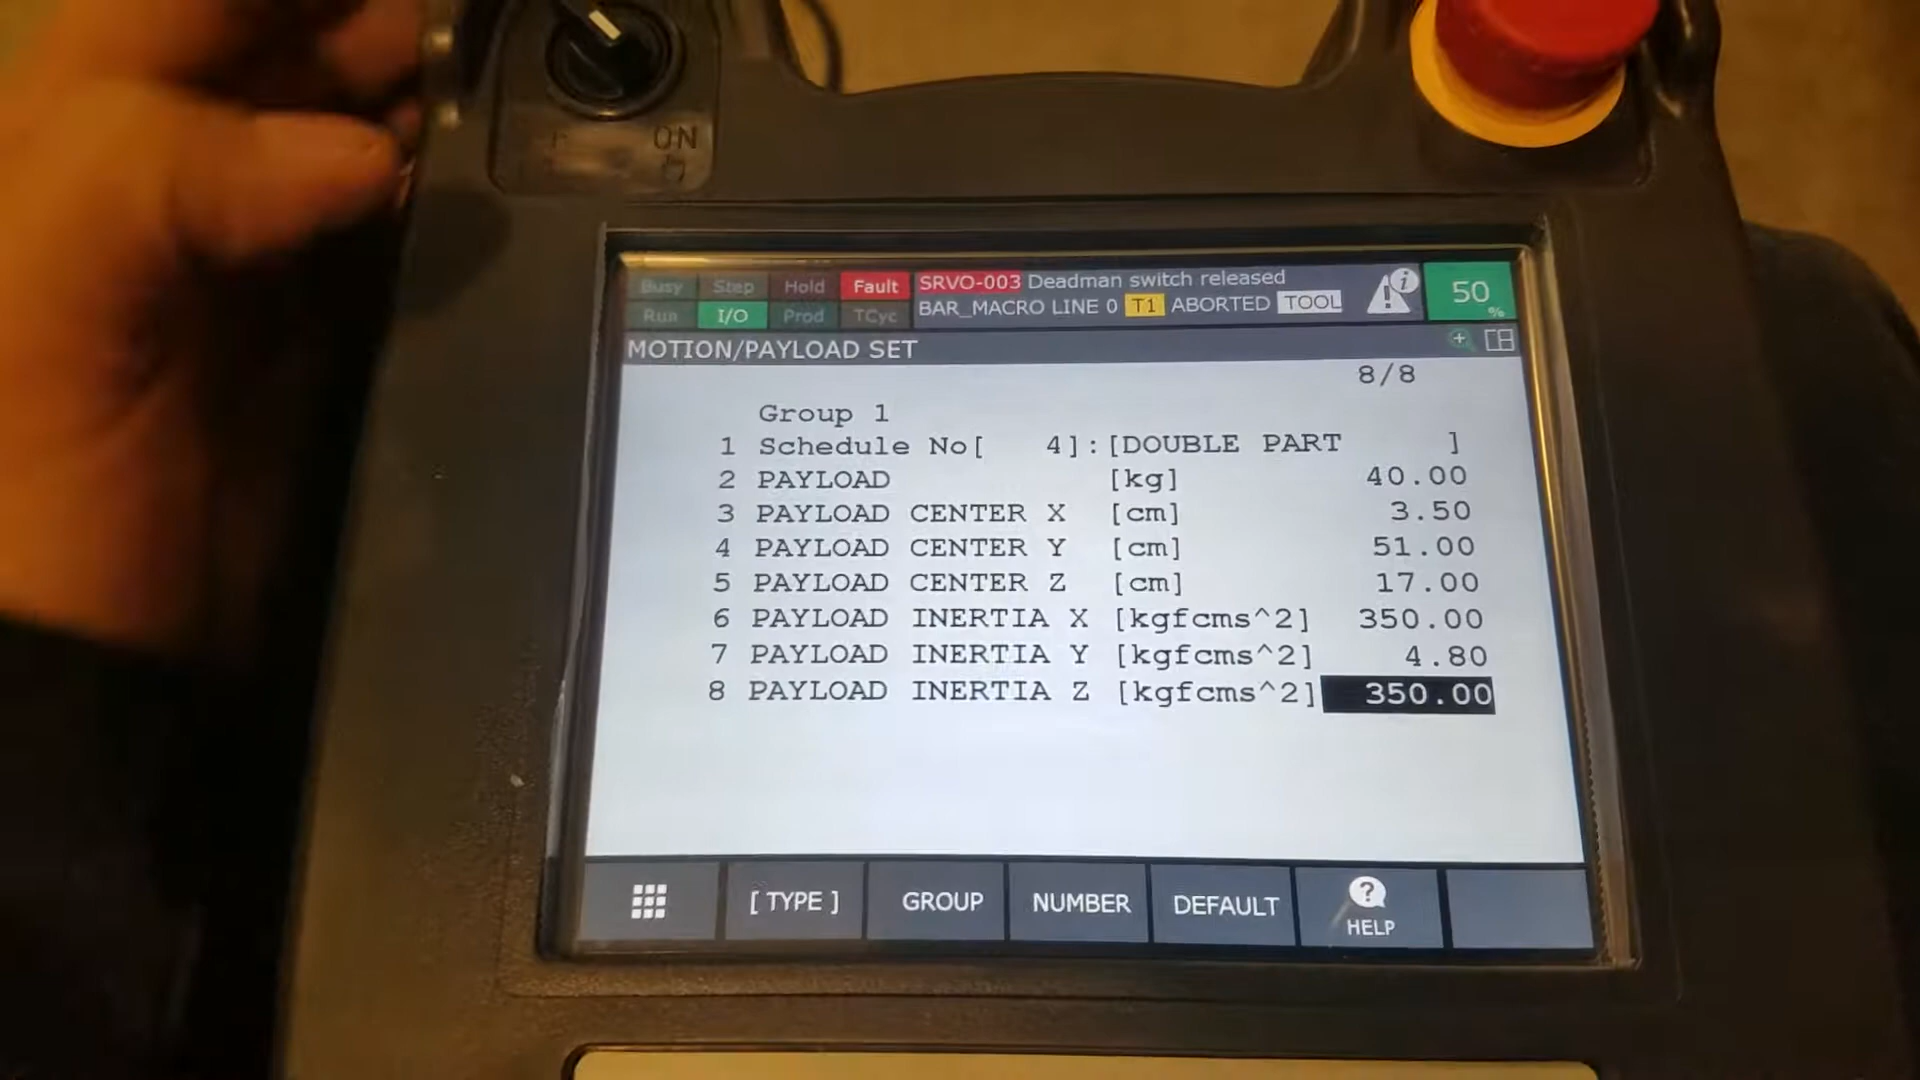 ON
Busy Step Hold Fault SRVO-003 Deadman switch released
Run I/O Prod TCyc BAR_MACRO LINE 0 T1 ABORTED TOOL
50 %
MOTION/PAYLOAD SET
8/8
Group 1
1 Schedule No[ 4]:[DOUBLE PART ]
2 PAYLOAD [kg] 40.00
3 PAYLOAD CENTER X [cm] 3.50
4 PAYLOAD CENTER Y [cm] 51.00
5 PAYLOAD CENTER Z [cm] 17.00
6 PAYLOAD INERTIA X [kgfcms^2] 350.00
7 PAYLOAD INERTIA Y [kgfcms^2] 4.80
8 PAYLOAD INERTIA Z [kgfcms^2] 350.00
[ TYPE ] GROUP NUMBER DEFAULT ? HELP